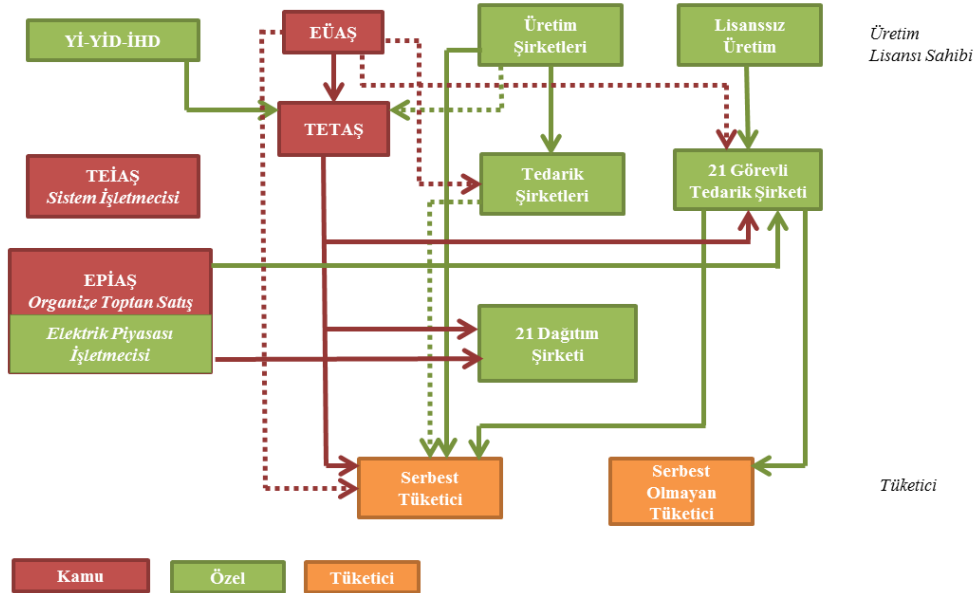 Yİ-YİD-İHD
EÜAŞ
Üretim
Şirketleri
Lisanssız
Üretim
Üretim
Lisansı Sahibi
TETAŞ
TEİAŞ
Sistem İşletmecisi
Tedarik
Şirketleri
21 Görevli
Tedarik Şirketi
EPİAŞ
Organize Toptan Satış
Elektrik Piyasası
İşletmecisi
21 Dağıtım
Şirketi
Serbest
Tüketici
Serbest
Olmayan
Tüketici
Tüketici
Kamu
Özel
Tüketici